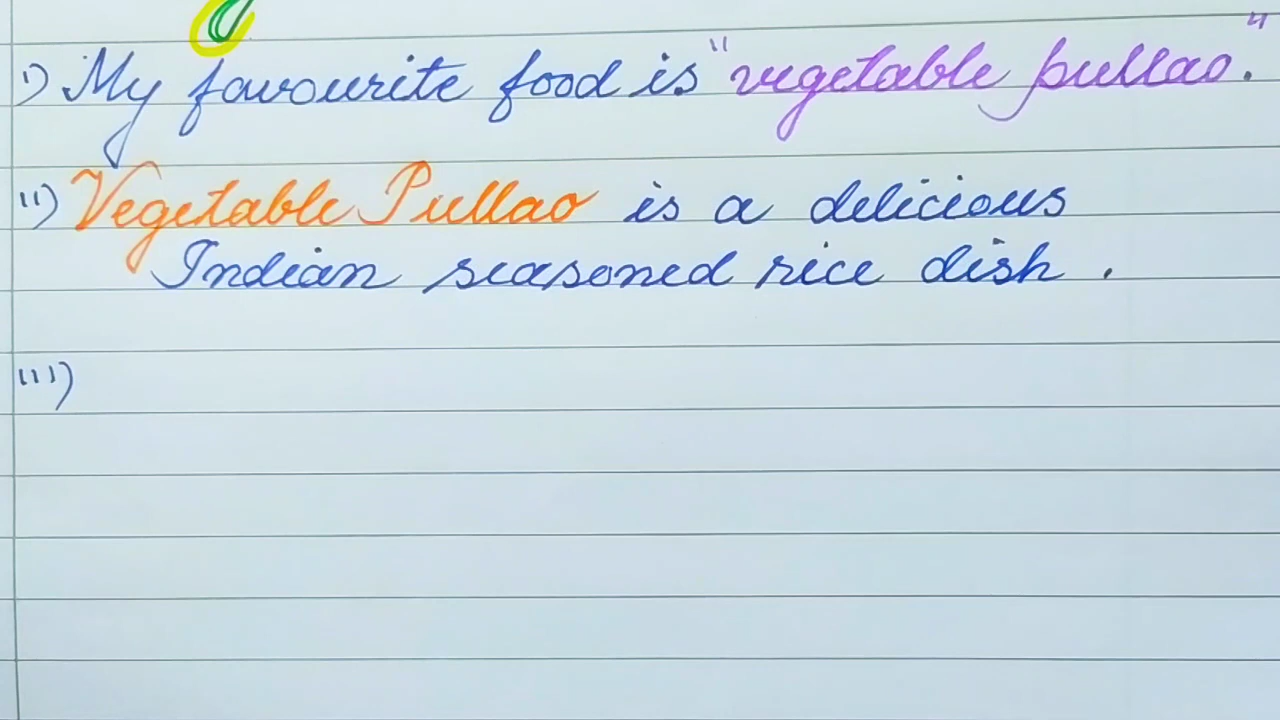 i) My favourite food is "vegetable pullao."
ii) Vegetable Pullao is a delicious
Indian seasoned rice dish .
iii)